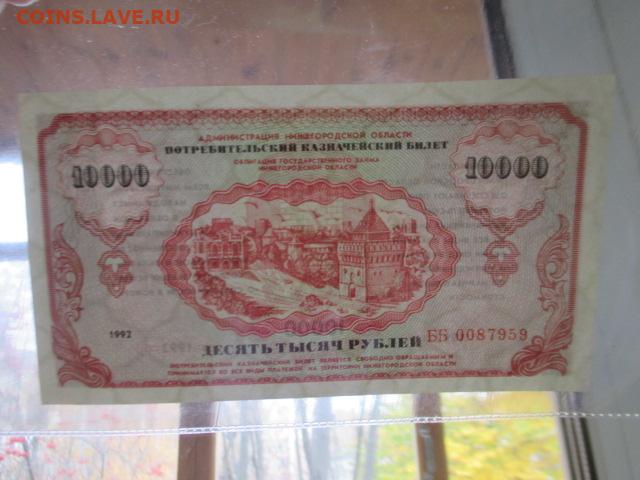 COINS.LAVE.RU
АДМИНИСТРАЦИЯ НИЖЕГОРОДСКОЙ ОБЛАСТИ
ПОТРЕБИТЕЛЬСКИЙ КАЗНАЧЕЙСКИЙ БИЛЕТ
ОБЛИГАЦИЯ ГОСУДАРСТВЕННОГО ЗАЙМА
НИЖЕГОРОДСКОЙ ОБЛАСТИ
10000 10000
1992
ДЕСЯТЬ ТЫСЯЧ РУБЛЕЙ
ББ 0087959
ПОТРЕБИТЕЛЬСКИЙ КАЗНАЧЕЙСКИЙ БИЛЕТ ЯВЛЯЕТСЯ СВОБОДНО ОБРАЩАЕМЫМ И
ПРИНИМАЕТСЯ ВО ВСЕ ВИДЫ ПЛАТЕЖЕЙ НА ТЕРРИТОРИИ НИЖЕГОРОДСКОЙ ОБЛАСТИ